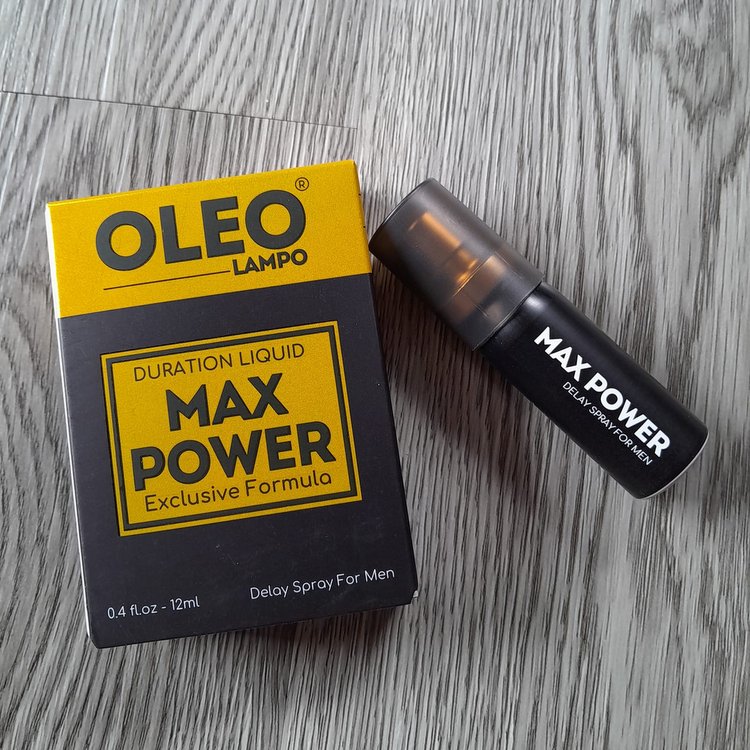 OLEO®
LAMPO
DURATION LIQUID
MAX
POWER
Exclusive Formula
0.4 fl.oz - 12ml
Delay Spray For Men
MAX POWER
DELAY SPRAY FOR MEN